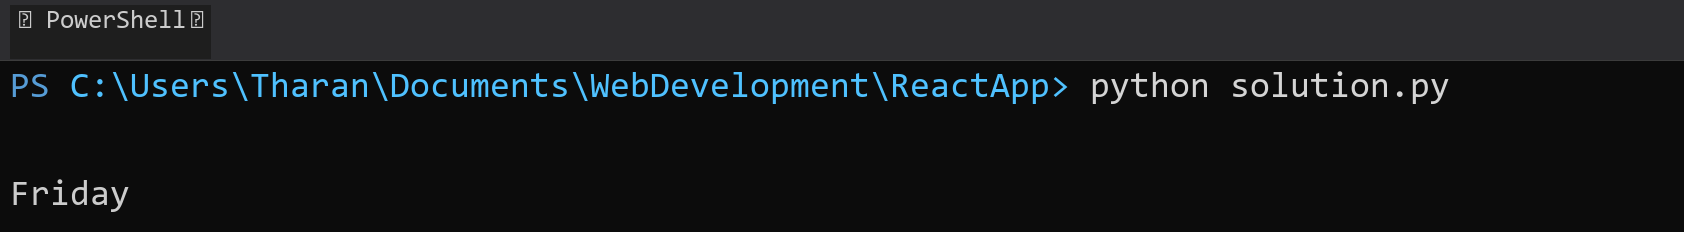 PowerShell
PS C:\Users\Tharan\Documents\WebDevelopment\ReactApp> python solution.py
Friday